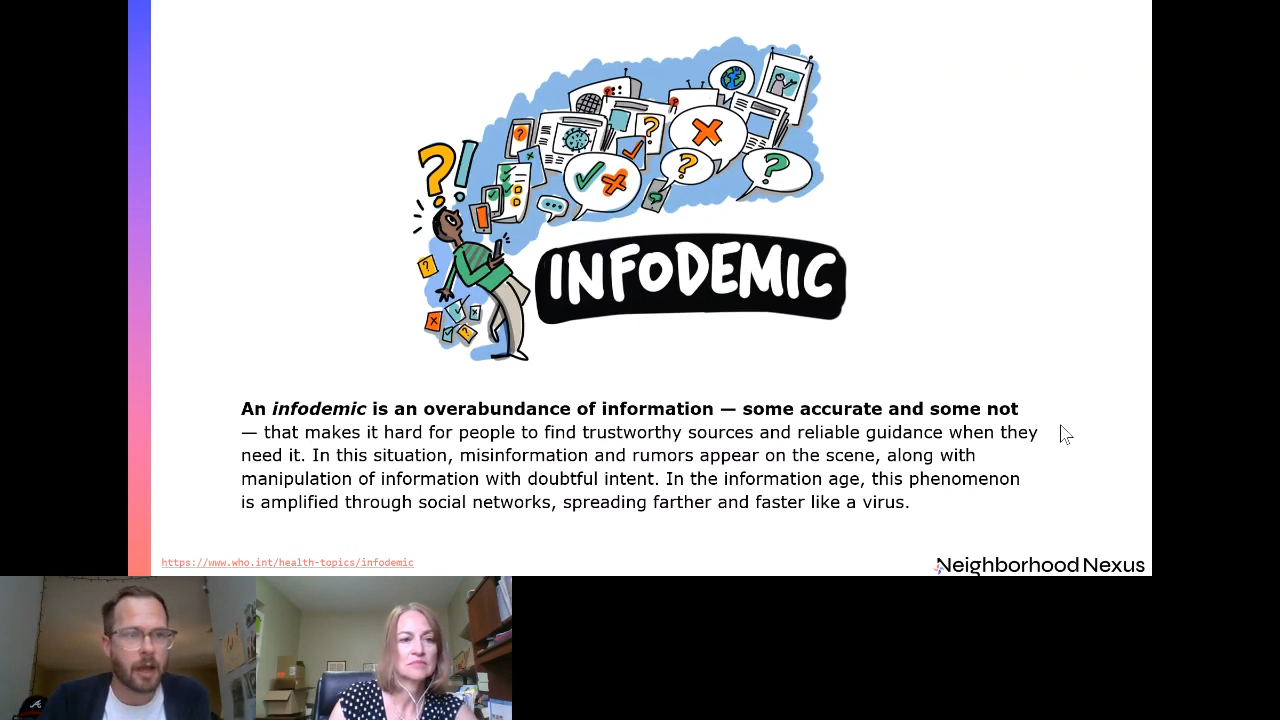 ?!
INFODEMIC
An infodemic is an overabundance of information — some accurate and some not
— that makes it hard for people to find trustworthy sources and reliable guidance when they
need it. In this situation, misinformation and rumors appear on the scene, along with
manipulation of information with doubtful intent. In the information age, this phenomenon
is amplified through social networks, spreading farther and faster like a virus.
https://www.who.int/health-topics/infodemic
Neighborhood Nexus